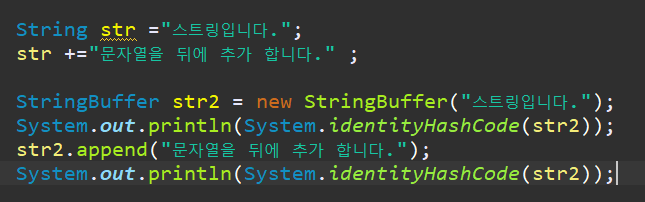 String str ="스트링입니다.";
str +="문자열을 뒤에 추가 합니다." ;
StringBuffer str2 = new StringBuffer("스트링입니다.");
System.out.println(System.identityHashCode(str2));
str2.append("문자열을 뒤에 추가 합니다.");
System.out.println(System.identityHashCode(str2));